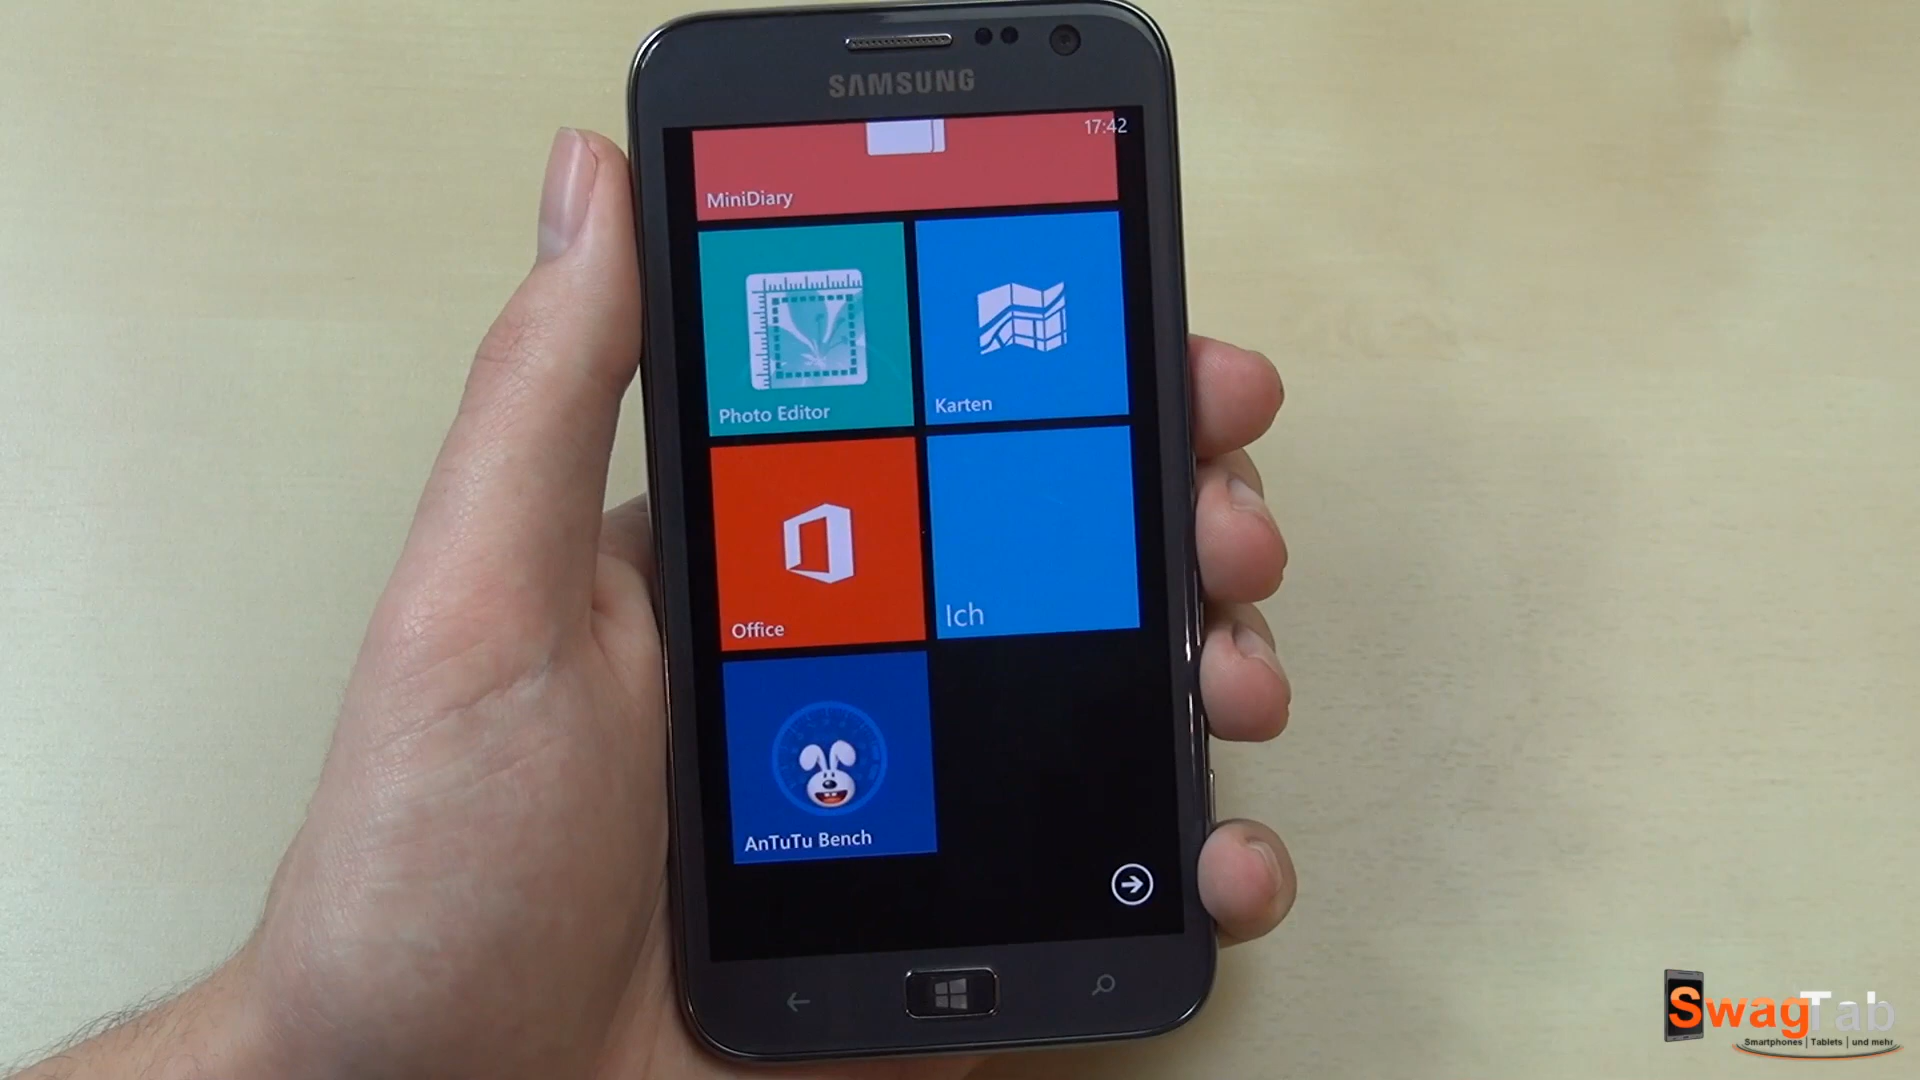 SAMSUNG
17:42
MiniDiary
Photo Editor
Karten
Office
Ich
AnTuTu Bench
SwagTab
Smartphones | Tablets | und mehr